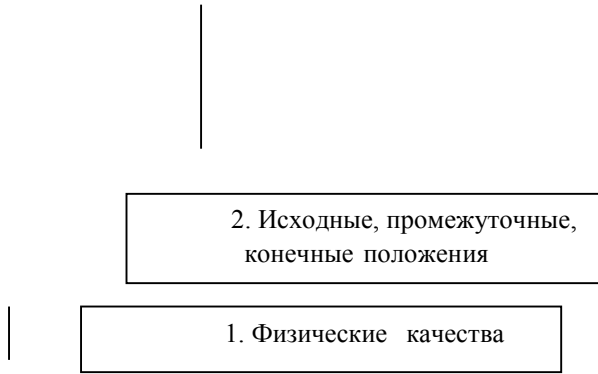 2. Исходные, промежуточные,
конечные положения
1. Физические качества